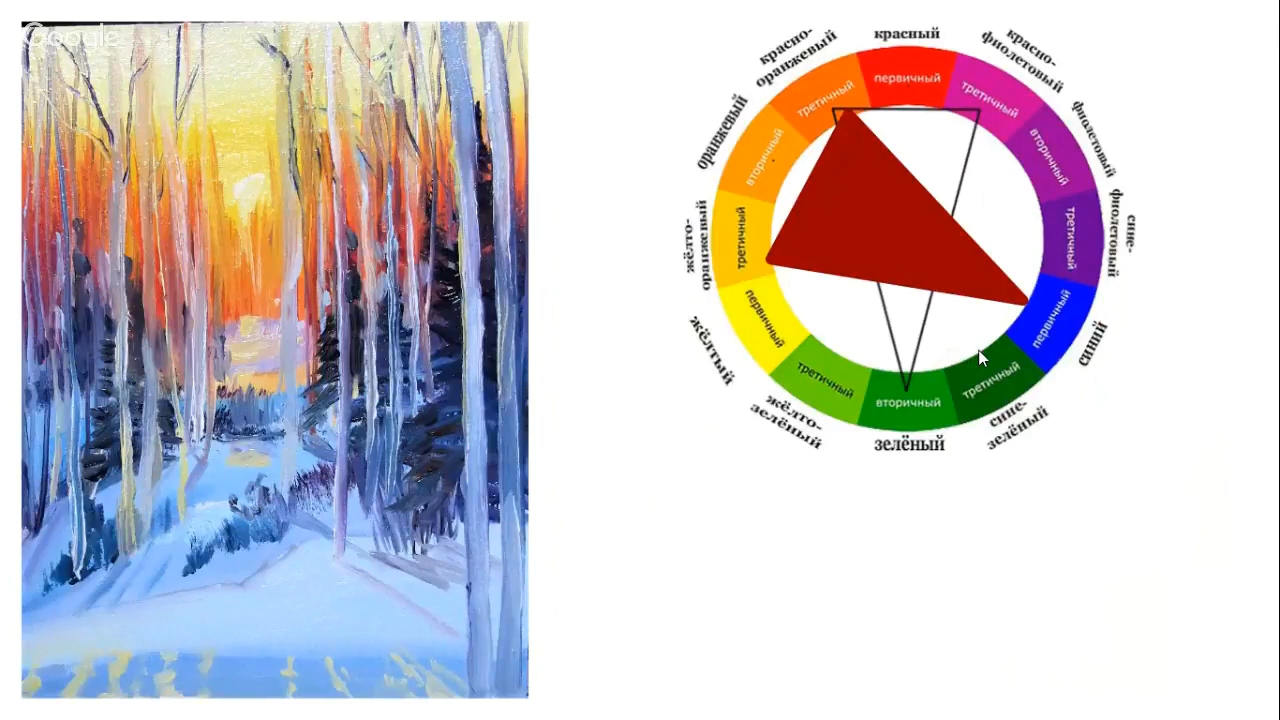 Google
красный
красно-
оранжевый
красно-
фиолетовый
оранжевый
фиолетовый
жёлто-
оранжевый
сине-
фиолетовый
жёлтый
синий
жёлто-
зелёный
зелёный
сине-
зелёный
первичный
третичный
третичный
вторичный
вторичный
третичный
третичный
первичный
первичный
третичный
вторичный
третичный